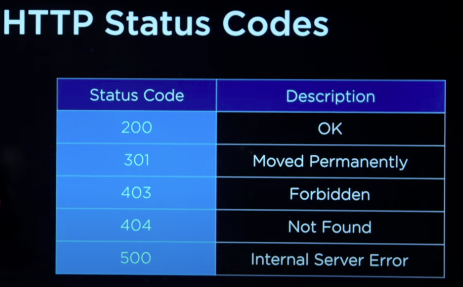 HTTP Status Codes
Status Code Description
200 OK
301 Moved Permanently
403 Forbidden
404 Not Found
500 Internal Server Error